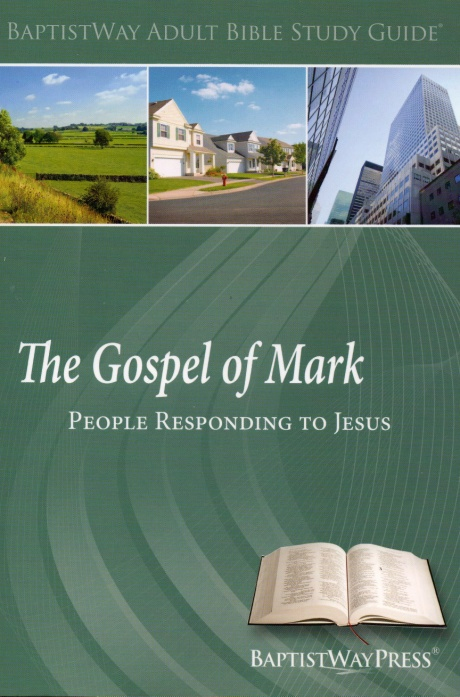 BAPTISTWAY ADULT BIBLE STUDY GUIDE®
The Gospel of Mark
PEOPLE RESPONDING TO JESUS
BAPTISTWAYPRESS®